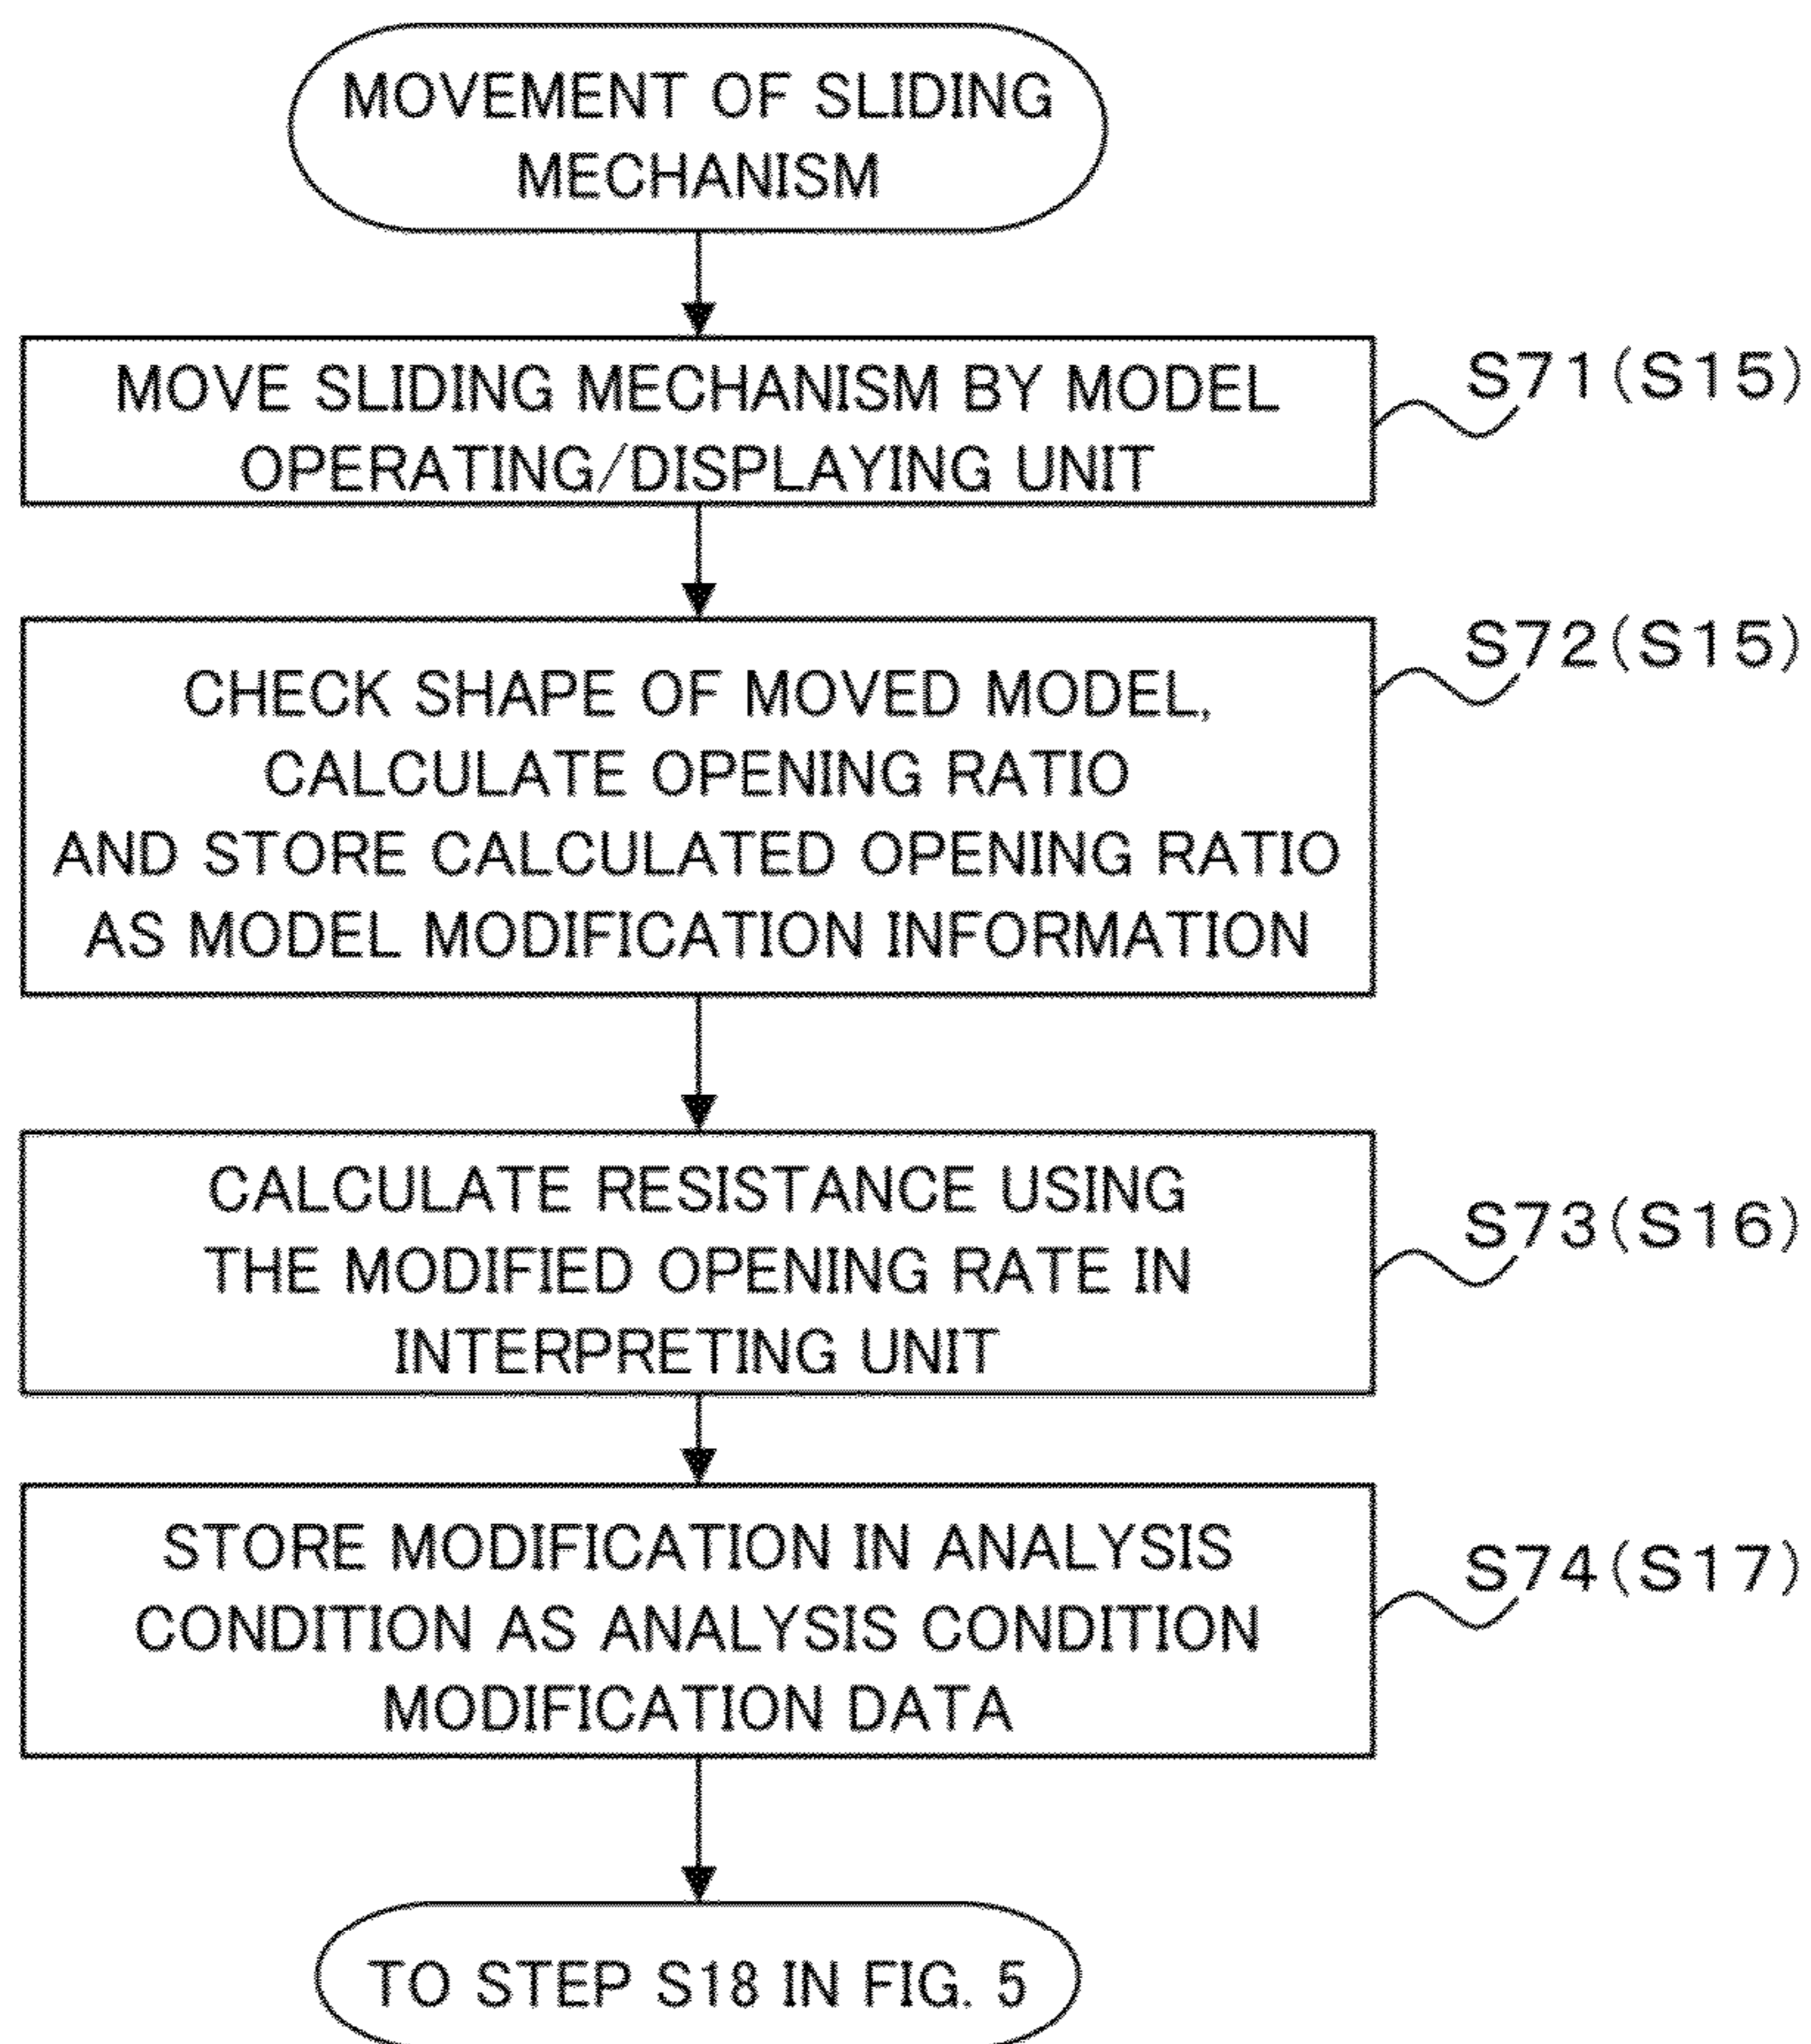 MOVEMENT OF SLIDING
MECHANISM
MOVE SLIDING MECHANISM BY MODEL
OPERATING/DISPLAYING UNIT
S71(S15)
CHECK SHAPE OF MOVED MODEL,
CALCULATE OPENING RATIO
AND STORE CALCULATED OPENING RATIO
AS MODEL MODIFICATION INFORMATION
S72(S15)
CALCULATE RESISTANCE USING
THE MODIFIED OPENING RATE IN
INTERPRETING UNIT
S73(S16)
STORE MODIFICATION IN ANALYSIS
CONDITION AS ANALYSIS CONDITION
MODIFICATION DATA
S74(S17)
TO STEP S18 IN FIG. 5